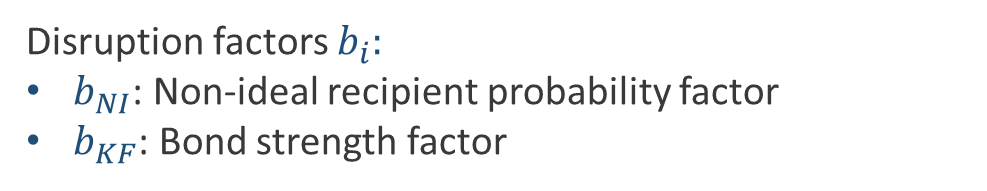 Disruption factors b_i:
• b_NI: Non-ideal recipient probability factor
• b_KF: Bond strength factor